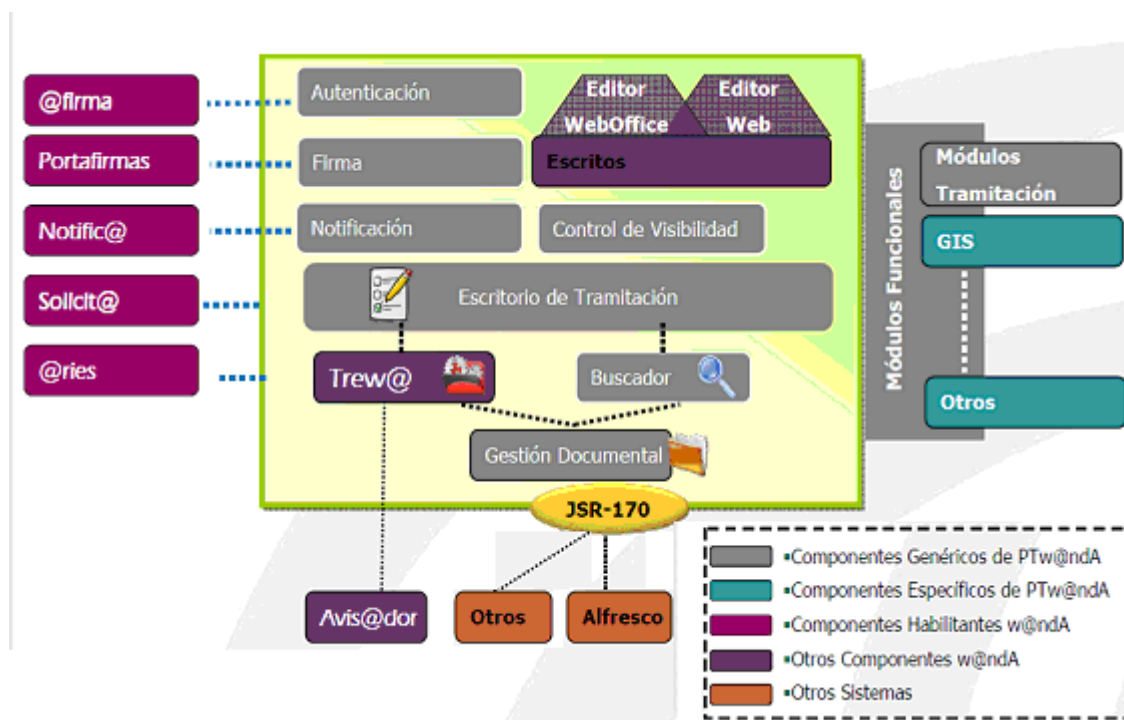 @firma
Portafirmas
Notific@
Solicit@
@ries
Autenticación
Firma
Notificación
Editor
WebOffice
Editor
Web
Escritos
Control de Visibilidad
Escritorio de Tramitación
Trew@
Buscador
Gestión Documental
JSR-170
Avis@dor
Otros
Alfresco
Módulos Funcionales
Módulos
Tramitación
GIS
Otros
▪Componentes Genéricos de PTw@ndA
▪Componentes Específicos de PTw@ndA
▪Componentes Habilitantes w@ndA
▪Otros Componentes w@ndA
▪Otros Sistemas